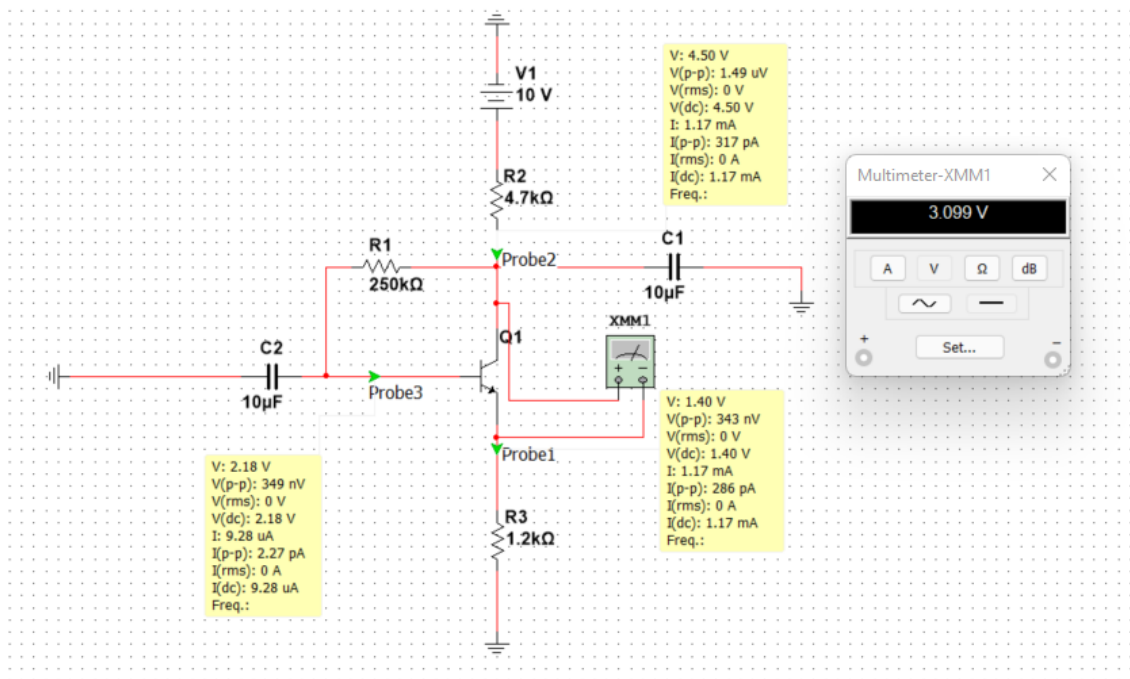 V1
10 V
R2
4.7kΩ
V: 4.50 V
V(p-p): 1.49 uV
V(rms): 0 V
V(dc): 4.50 V
I: 1.17 mA
I(p-p): 317 pA
I(rms): 0 A
I(dc): 1.17 mA
Freq.:
Multimeter-XMM1
3.099 V
A
V
Ω
dB
+
Set...
−
R1
250kΩ
Probe2
C1
10µF
XMM1
+
−
Q1
C2
10µF
Probe3
Probe1
V: 1.40 V
V(p-p): 343 nV
V(rms): 0 V
V(dc): 1.40 V
I: 1.17 mA
I(p-p): 286 pA
I(rms): 0 A
I(dc): 1.17 mA
Freq.:
V: 2.18 V
V(p-p): 349 nV
V(rms): 0 V
V(dc): 2.18 V
I: 9.28 uA
I(p-p): 2.27 pA
I(rms): 0 A
I(dc): 9.28 uA
Freq.:
R3
1.2kΩ